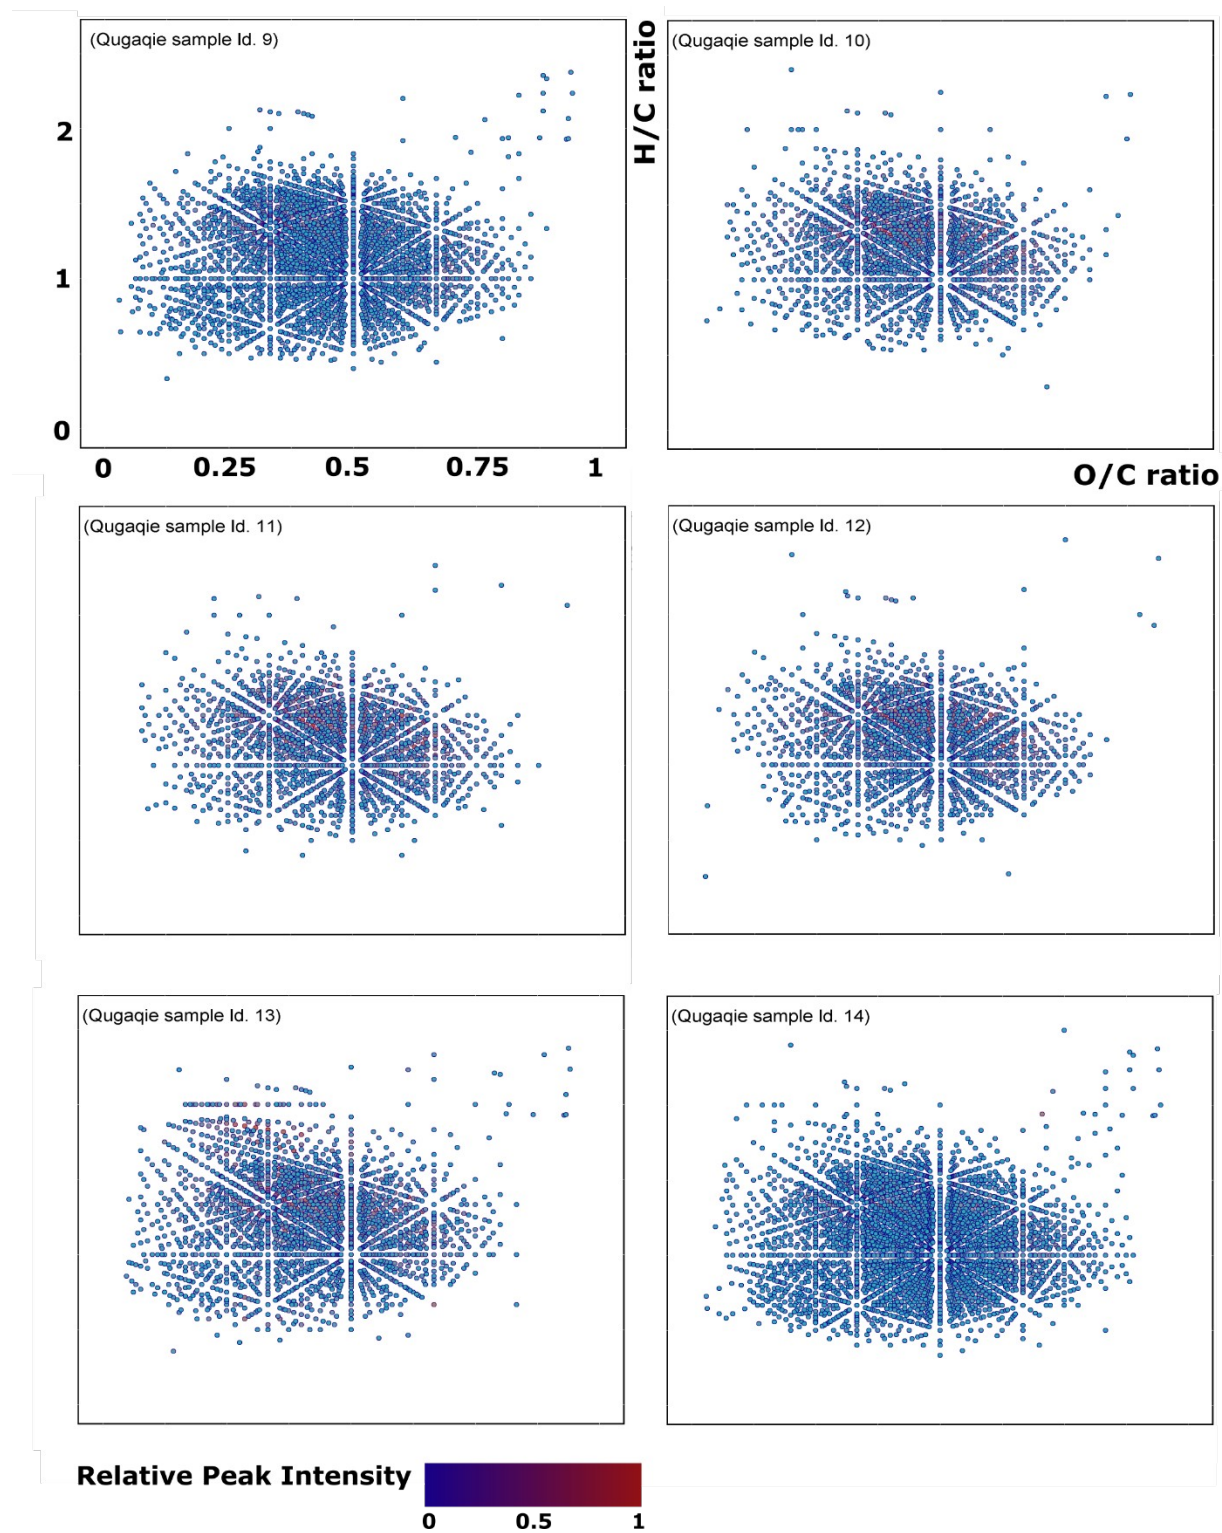 (Qugaqie sample Id. 9)
H/C ratio
(Qugaqie sample Id. 10)
2
1
0
0 0.25 0.5 0.75 1
O/C ratio
(Qugaqie sample Id. 11)
(Qugaqie sample Id. 12)
(Qugaqie sample Id. 13)
(Qugaqie sample Id. 14)
Relative Peak Intensity
0 0.5 1